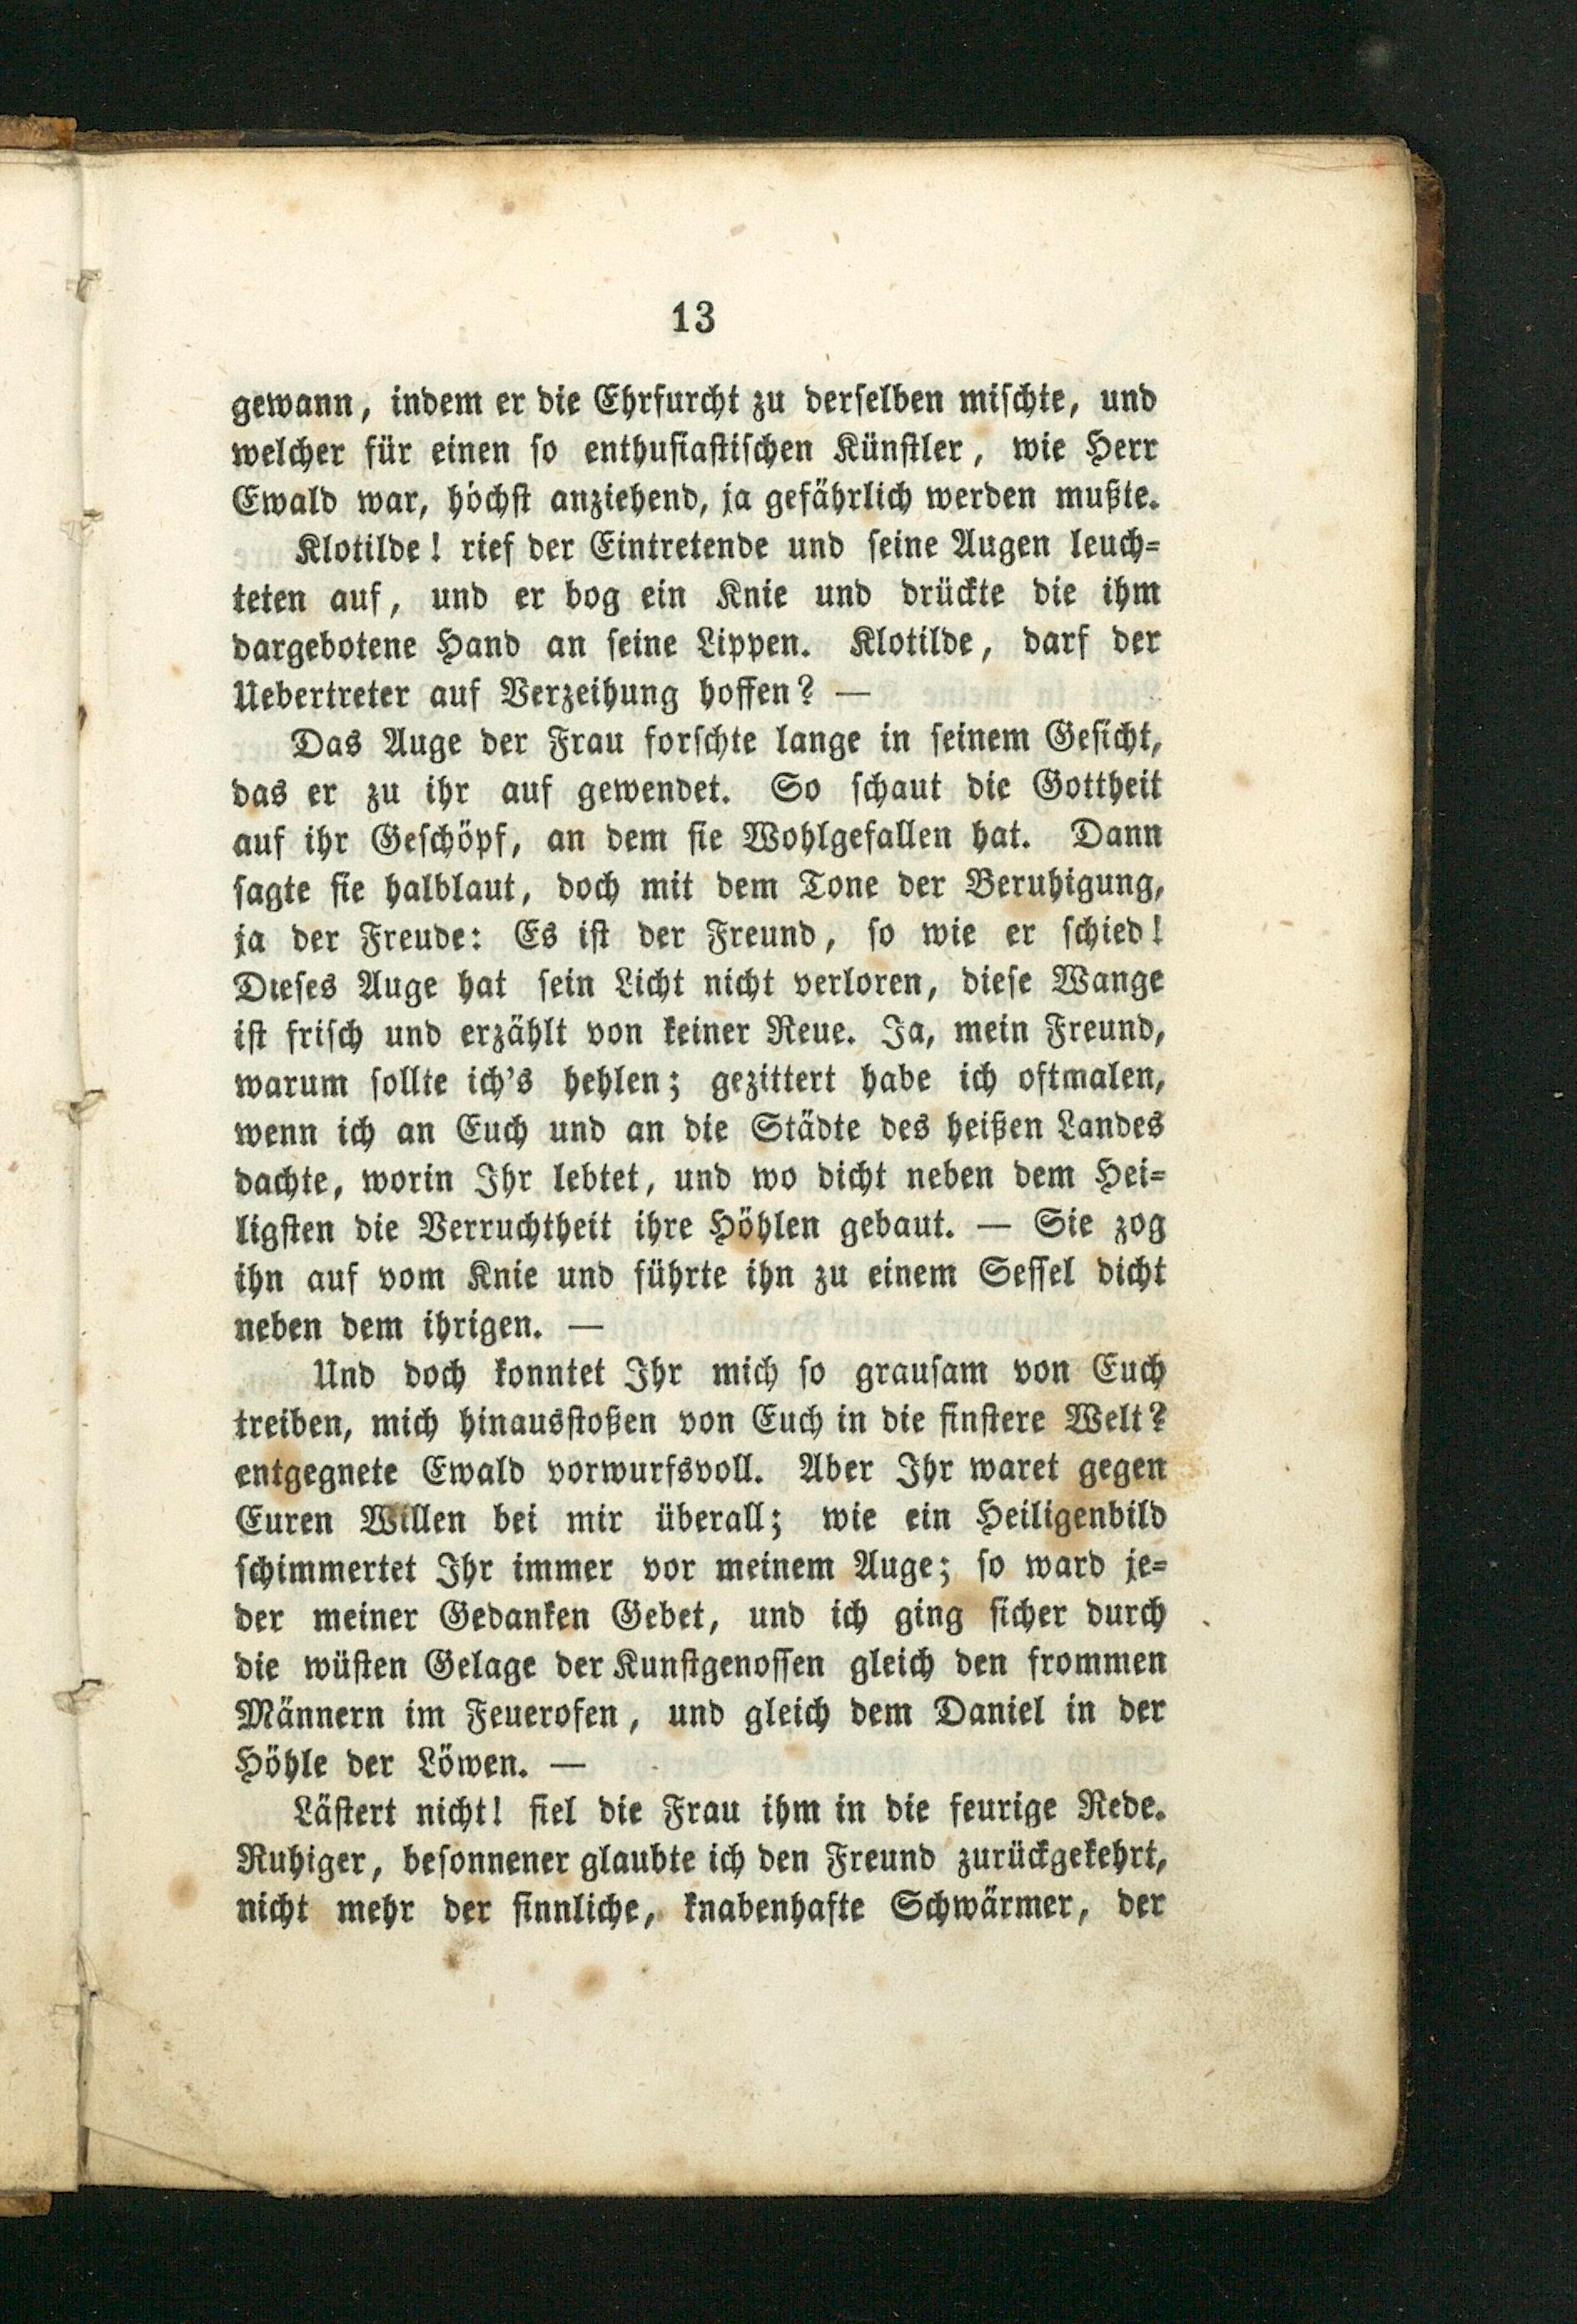 13
gewann, indem er die Ehrfurcht zu derselben mischte, und
welcher für einen so enthusiastischen Künstler, wie Herr
Ewald war, höchst anziehend, ja gefährlich werden mußte.
Klotilde! rief der Eintretende und seine Augen leuch-
teten auf, und er bog ein Knie und drückte die ihm
dargebotene Hand an seine Lippen. Klotilde, darf der
Uebertreter auf Verzeihung hoffen? —
Das Auge der Frau forschte lange in seinem Gesicht,
das er zu ihr auf gewendet. So schaut die Gottheit
auf ihr Geschöpf, an dem sie Wohlgefallen hat. Dann
sagte sie halblaut, doch mit dem Tone der Beruhigung,
ja der Freude: Es ist der Freund, so wie er schied!
Dieses Auge hat sein Licht nicht verloren, diese Wange
ist frisch und erzählt von keiner Reue. Ja, mein Freund,
warum sollte ich's hehlen; gezittert habe ich oftmalen,
wenn ich an Euch und an die Städte des heißen Landes
dachte, worin Ihr lebtet, und wo dicht neben dem Hei-
ligsten die Verruchtheit ihre Höhlen gebaut. — Sie zog
ihn auf vom Knie und führte ihn zu einem Sessel dicht
neben dem ihrigen. —
Und doch konntet Ihr mich so grausam von Euch
treiben, mich hinausstoßen von Euch in die finstere Welt?
entgegnete Ewald vorwurfsvoll. Aber Ihr waret gegen
Euren Willen bei mir überall; wie ein Heiligenbild
schimmertet Ihr immer vor meinem Auge; so ward je-
der meiner Gedanken Gebet, und ich ging sicher durch
die wüsten Gelage der Kunstgenossen gleich den frommen
Männern im Feuerofen, und gleich dem Daniel in der
Höhle der Löwen. —
Lästert nicht! fiel die Frau ihm in die feurige Rede.
Ruhiger, besonnener glaubte ich den Freund zurückgekehrt,
nicht mehr der sinnliche, knabenhafte Schwärmer, der